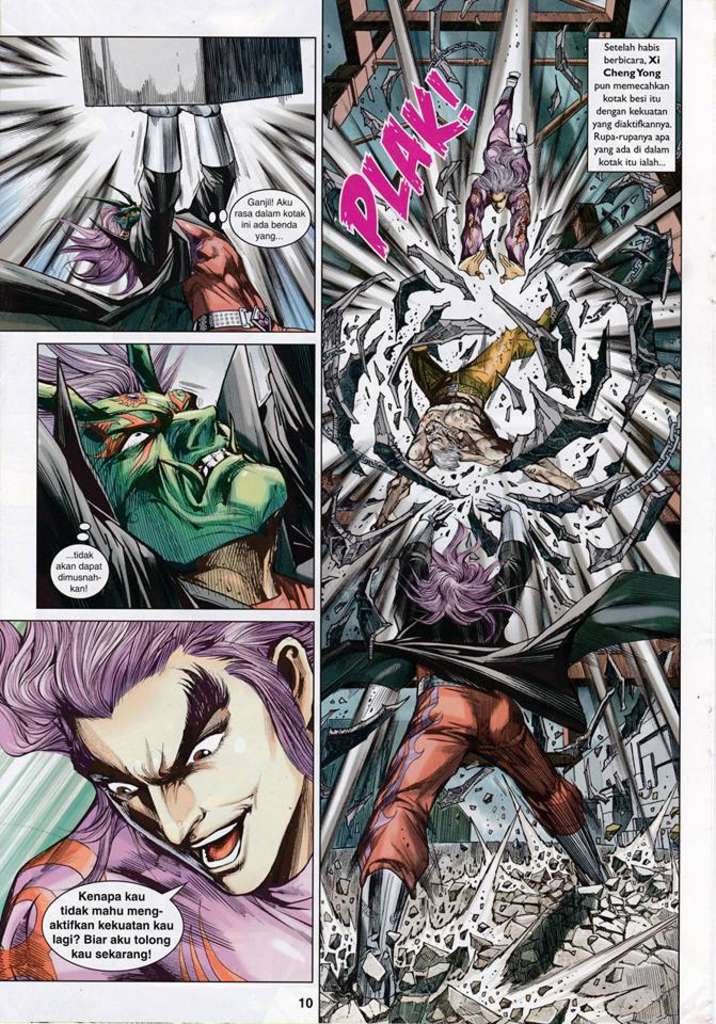 Ganjil! Aku
rasa dalam kotak
ini ada benda
yang...
...tidak
akan dapat
dimusnah-
kan!
Kenapa kau
tidak mahu meng-
aktifkan kekuatan kau
lagi? Biar aku tolong
kau sekarang!
PLAK!
Setelah habis
berbicara, Xi
Cheng Yong
pun memecahkan
kotak besi itu
dengan kekuatan
yang diaktifkannya.
Rupa-rupanya apa
yang ada di dalam
kotak itu ialah...
10